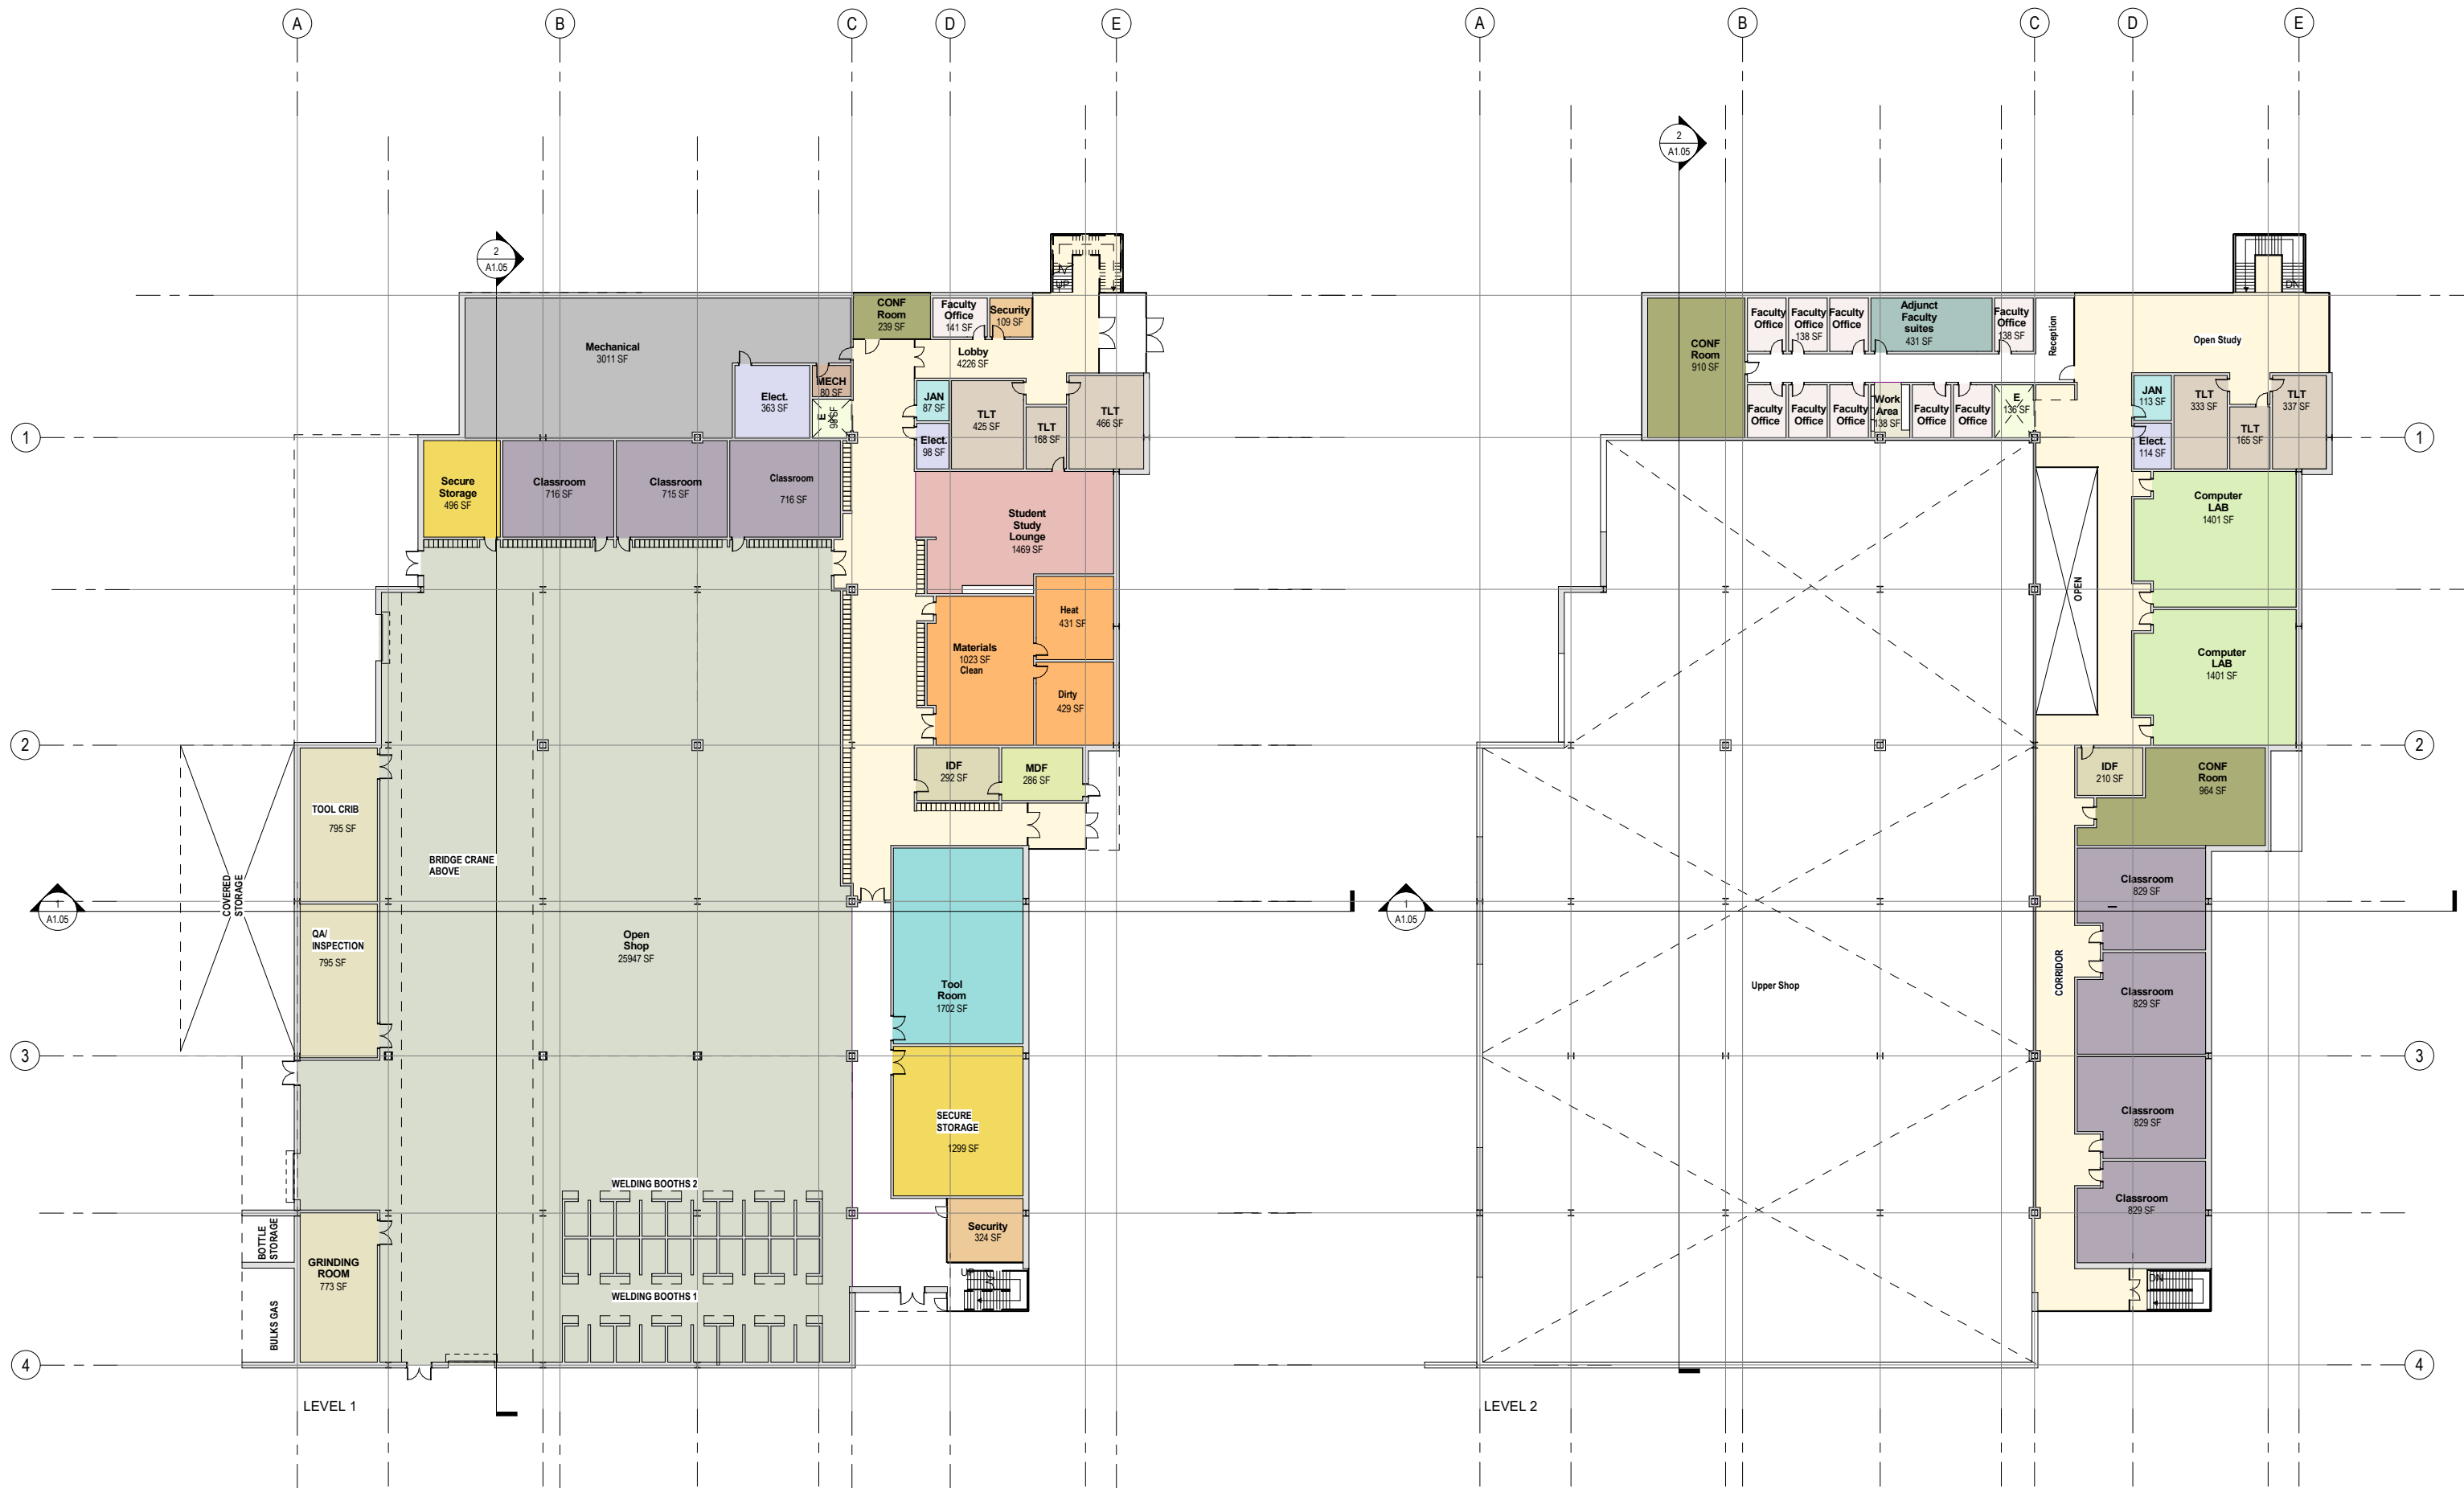 A
B
C
D
E
A
B
C
D
E
2
A1.05
2
A1.05
UP
CONF
Room
239 SF
Faculty
Office
141 SF
Security
109 SF
Mechanical
3011 SF
Lobby
4226 SF
MECH
80 SF
Elect.
363 SF
E
98 SF
JAN
87 SF
Elect.
98 SF
TLT
425 SF
TLT
168 SF
TLT
466 SF
1
Secure
Storage
496 SF
Classroom
716 SF
Classroom
715 SF
Classroom
716 SF
Student
Study
Lounge
1469 SF
Heat
431 SF
Materials
1023 SF
Clean
Dirty
429 SF
2
IDF
292 SF
MDF
286 SF
TOOL CRIB
795 SF
BRIDGE CRANE
ABOVE
COVERED
STORAGE
1
A1.05
QA/
INSPECTION
795 SF
Open
Shop
25947 SF
Tool
Room
1702 SF
3
SECURE
STORAGE
1299 SF
WELDING BOOTHS 2
BOTTLE
STORAGE
Security
324 SF
GRINDING
ROOM
773 SF
UP
WELDING BOOTHS 1
BULKS GAS
4
LEVEL 1
DN
CONF
Room
910 SF
Faculty
Office
Faculty
Office
138 SF
Faculty
Office
Adjunct
Faculty
suites
431 SF
Faculty
Office
138 SF
Reception
Open Study
Faculty
Office
Faculty
Office
Faculty
Office
Work
Area
138 SF
Faculty
Office
Faculty
Office
E
136 SF
JAN
113 SF
Elect.
114 SF
TLT
333 SF
TLT
165 SF
TLT
337 SF
1
Computer
LAB
1401 SF
OPEN
Computer
LAB
1401 SF
2
IDF
210 SF
CONF
Room
964 SF
Classroom
829 SF
1
A1.05
Upper Shop
CORRIDOR
Classroom
829 SF
3
Classroom
829 SF
Classroom
829 SF
DN
4
LEVEL 2